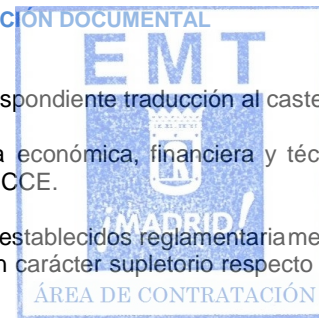 CIÓN DOCUMENTAL
EMT
spondiente traducción al caste
a económica, financiera y téc
CCE.
¡MADRID!
establecidos reglamentariame
n carácter supletorio respecto
ÁREA DE CONTRATACIÓN